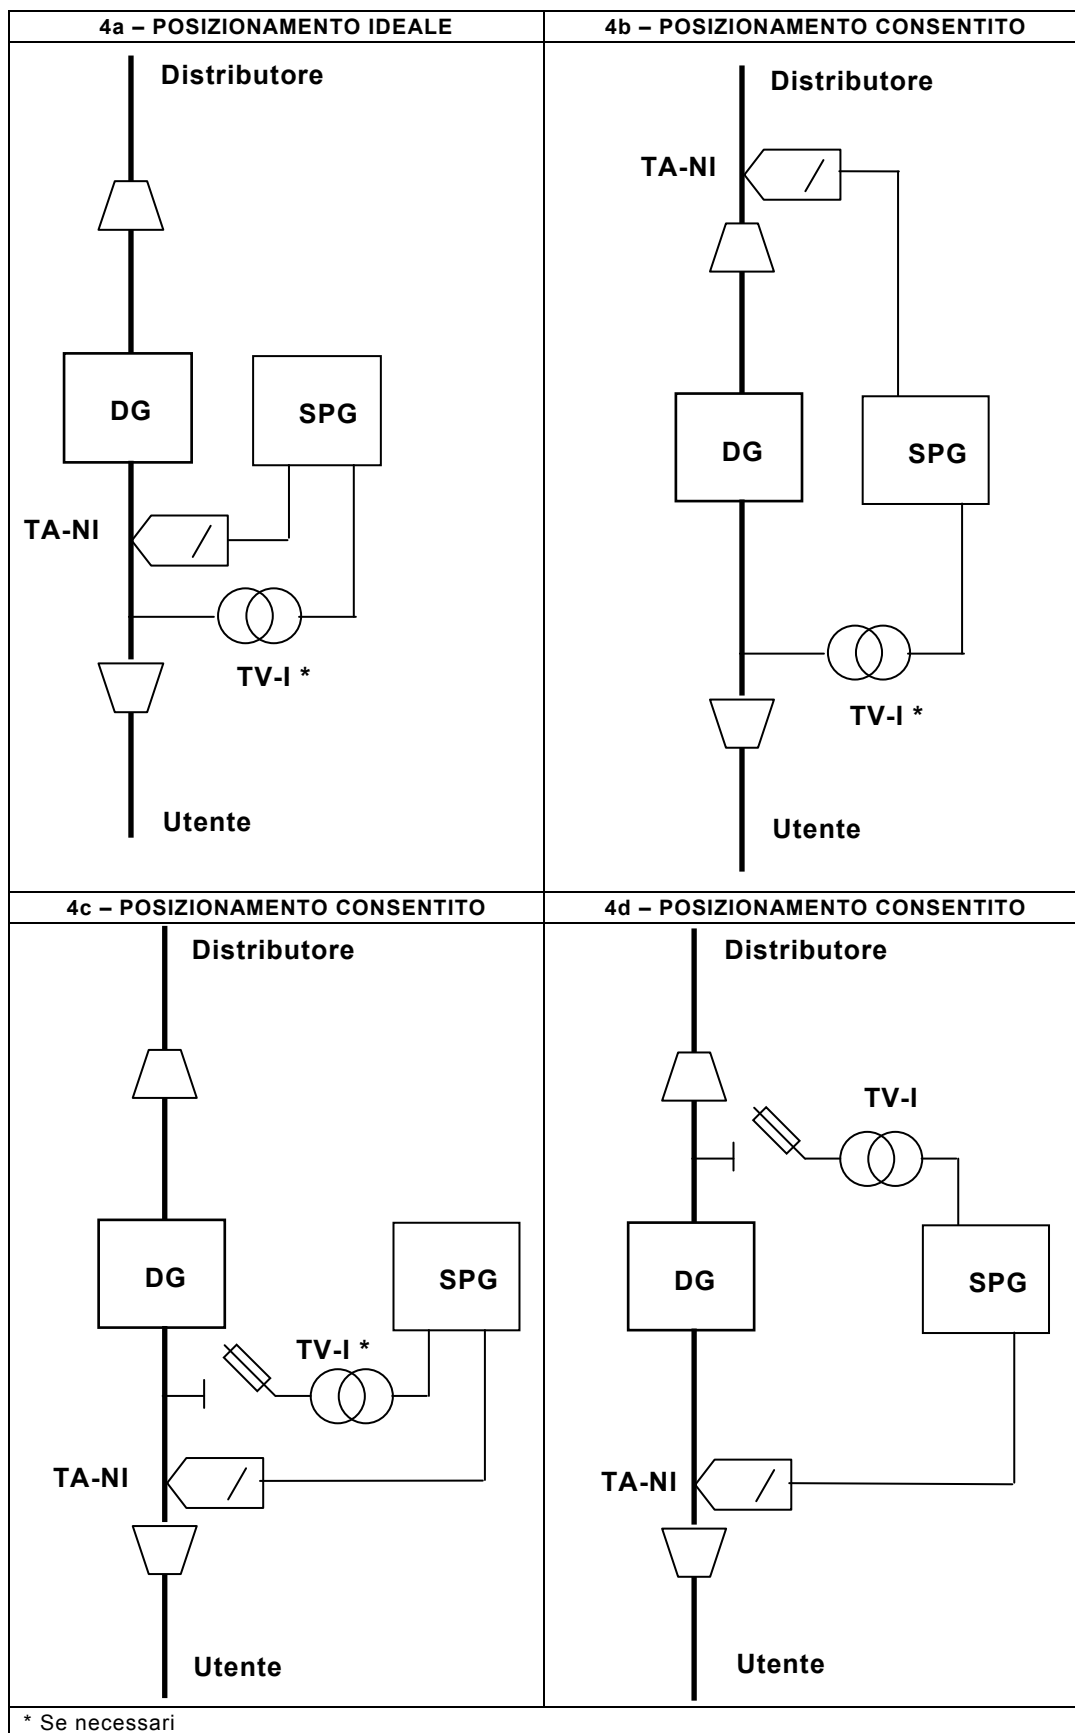 4a – POSIZIONAMENTO IDEALE
Distributore
DG
SPG
TA-NI
TV-I *
Utente
4b – POSIZIONAMENTO CONSENTITO
Distributore
TA-NI
DG
SPG
TV-I *
Utente
4c – POSIZIONAMENTO CONSENTITO
Distributore
DG
SPG
TV-I *
TA-NI
Utente
4d – POSIZIONAMENTO CONSENTITO
Distributore
TV-I
DG
SPG
TA-NI
Utente
* Se necessari